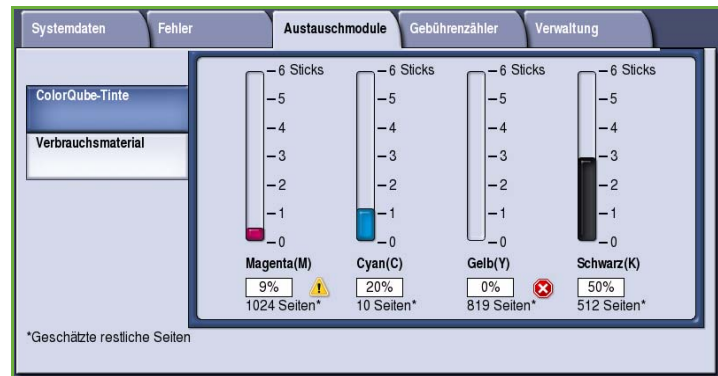 Systemdaten Fehler Austauschmodule Gebührenzähler Verwaltung
ColorQube-Tinte
Verbrauchsmaterial
6 Sticks 6 Sticks 6 Sticks 6 Sticks
5 5 5 5
4 4 4 4
3 3 3 3
2 2 2 2
1 1 1 1
0 0 0 0
Magenta(M) Cyan(C) Gelb(Y) Schwarz(K)
9% 20% 0% 50%
1024 Seiten* 10 Seiten* 819 Seiten* 512 Seiten*
*Geschätzte restliche Seiten